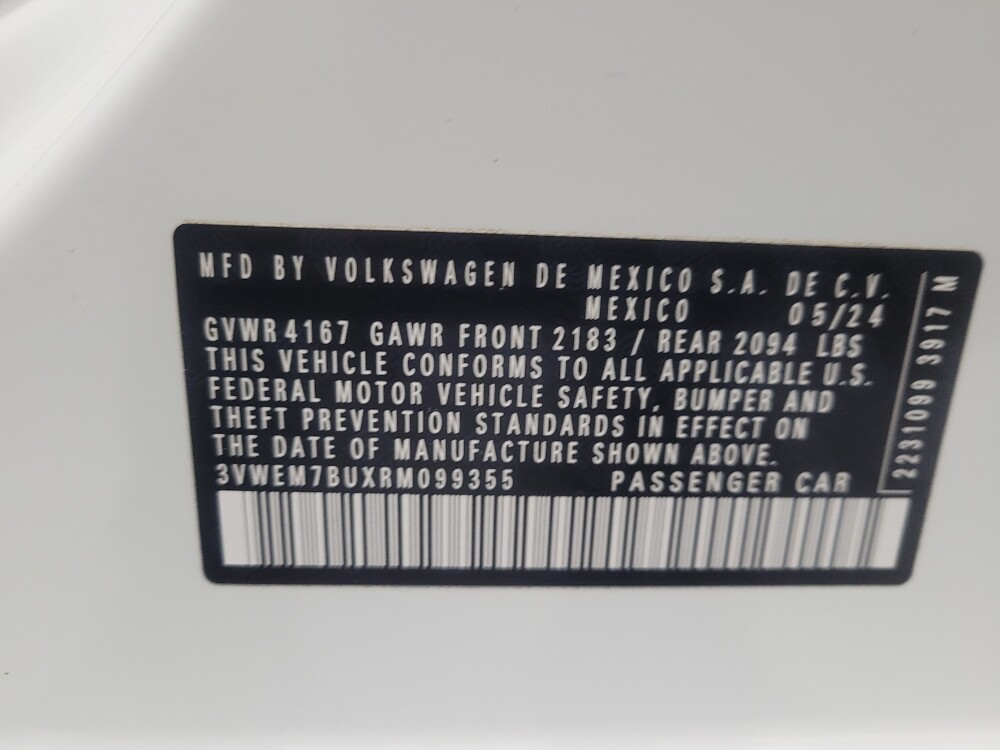 MFD BY VOLKSWAGEN DE MEXICO S.A. DE C.V.
MEXICO 05/24
GVWR 4167 GAWR FRONT 2183 / REAR 2094 LBS
THIS VEHICLE CONFORMS TO ALL APPLICABLE U.S.
FEDERAL MOTOR VEHICLE SAFETY, BUMPER AND
THEFT PREVENTION STANDARDS IN EFFECT ON
THE DATE OF MANUFACTURE SHOWN ABOVE.
3VWEM7BUXRM099355 PASSENGER CAR
2231099 3917 M